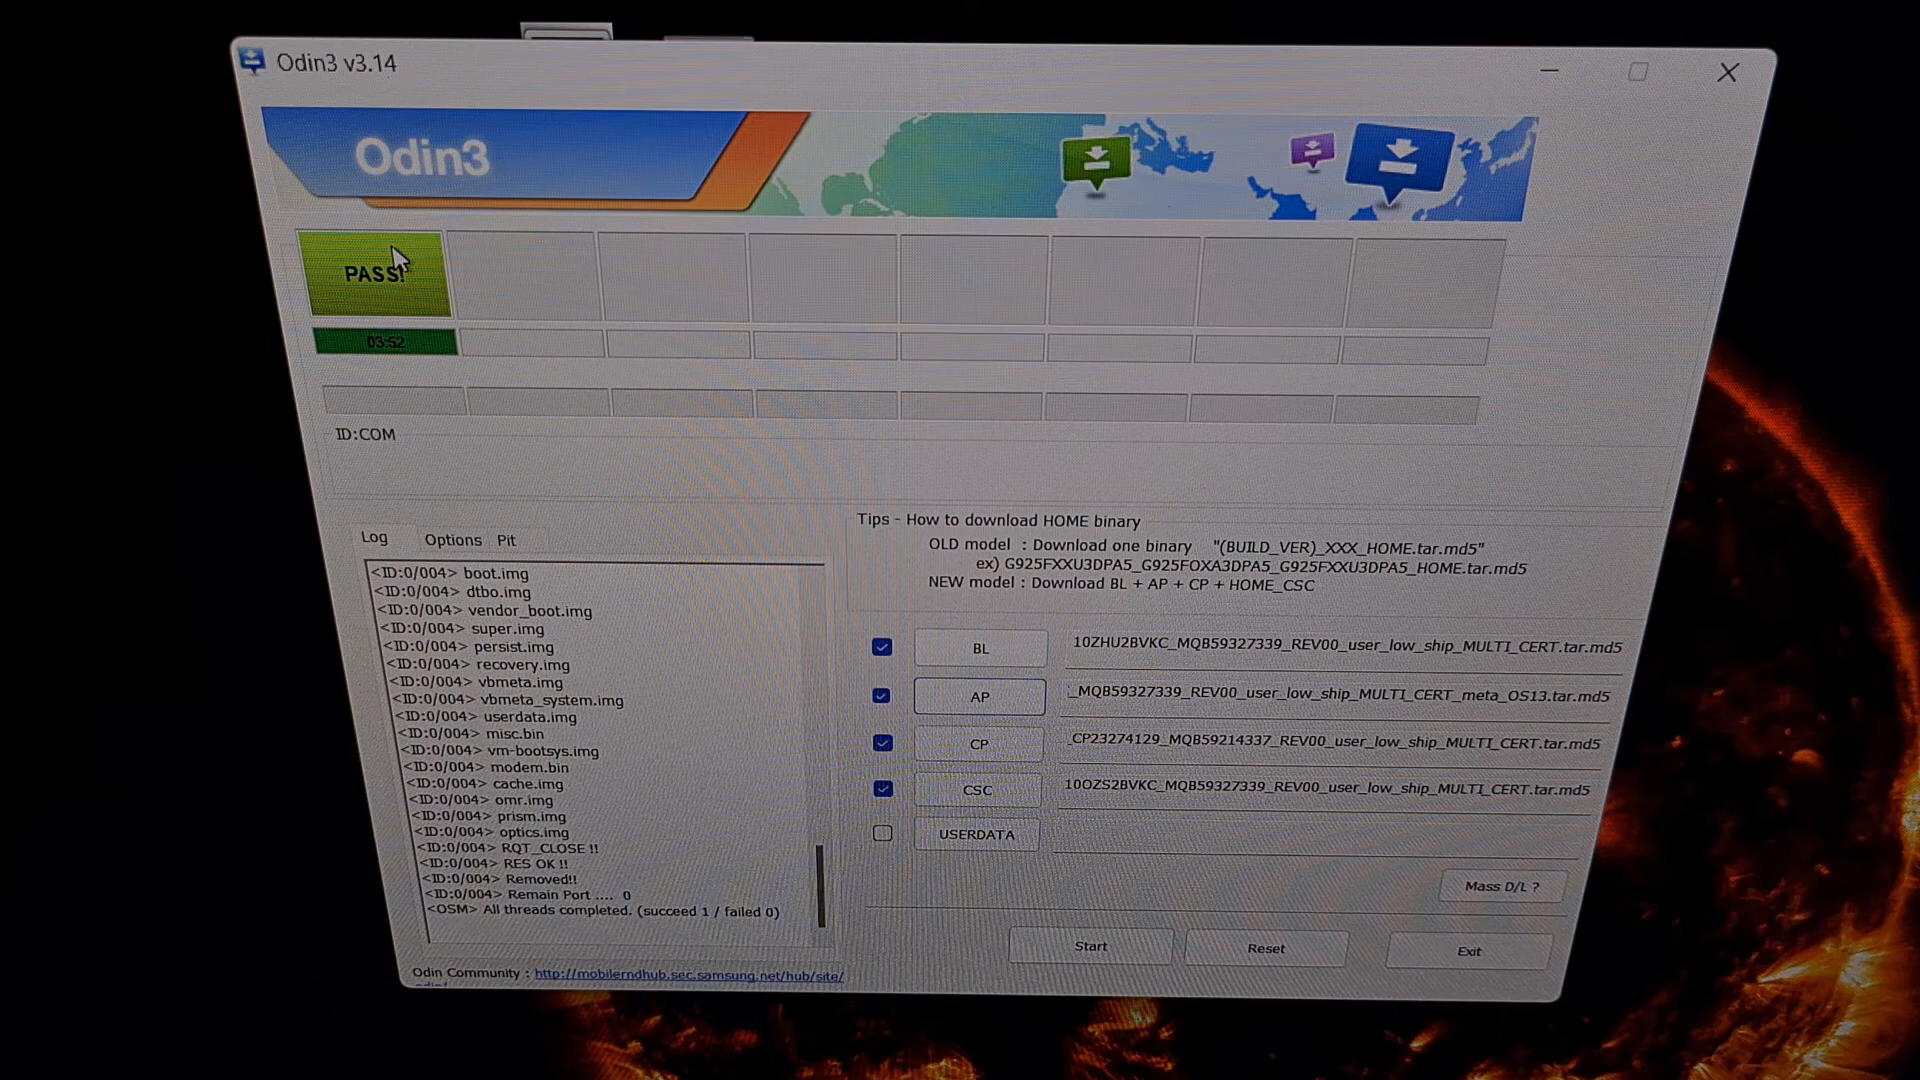 Odin3 v3.14
Odin3
PASS!
03:52
ID:COM
Log
Options
Pit
<ID:0/004> boot.img
<ID:0/004> dtbo.img
<ID:0/004> vendor_boot.img
<ID:0/004> super.img
<ID:0/004> persist.img
<ID:0/004> recovery.img
<ID:0/004> vbmeta.img
<ID:0/004> vbmeta_system.img
<ID:0/004> userdata.img
<ID:0/004> misc.bin
<ID:0/004> vm-bootsys.img
<ID:0/004> modem.bin
<ID:0/004> cache.img
<ID:0/004> omr.img
<ID:0/004> prism.img
<ID:0/004> optics.img
<ID:0/004> RQT_CLOSE !!
<ID:0/004> RES OK !!
<ID:0/004> Removed!!
<ID:0/004> Remain Port .... 0
<OSM> All threads completed. (succeed 1 / failed 0)
Tips - How to download HOME binary
OLD model : Download one binary "(BUILD_VER)_XXX_HOME.tar.md5"
ex) G925FXXU3DPA5_G925FOXA3DPA5_G925FXXU3DPA5_HOME.tar.md5
NEW model : Download BL + AP + CP + HOME_CSC
BL 10ZHU2BVKC_MQB59327339_REV00_user_low_ship_MULTI_CERT.tar.md5
AP _MQB59327339_REV00_user_low_ship_MULTI_CERT_meta_OS13.tar.md5
CP _CP23274129_MQB59214337_REV00_user_low_ship_MULTI_CERT.tar.md5
CSC 10OZS2BVKC_MQB59327339_REV00_user_low_ship_MULTI_CERT.tar.md5
USERDATA
Mass D/L ?
Start
Reset
Exit
Odin Community : http://mobilerndhub.sec.samsung.net/hub/site/